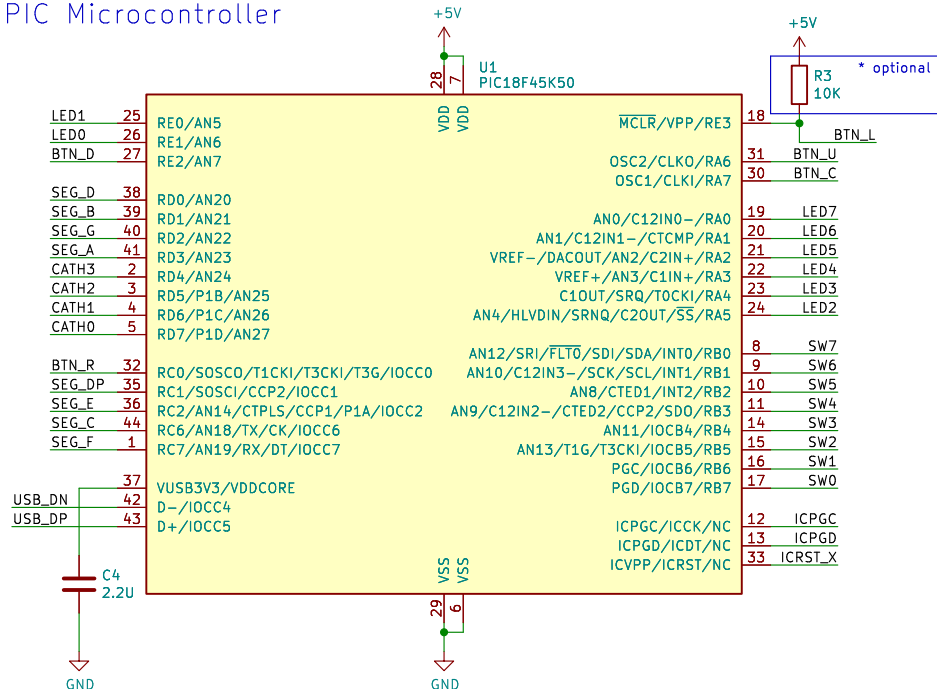 PIC Microcontroller
+5V
+5V
* optional
R3
10K
U1
PIC18F45K50
28
7
VDD
VDD
LED1 25 RE0/AN5
LED0 26 RE1/AN6
BTN_D 27 RE2/AN7
SEG_D 38 RD0/AN20
SEG_B 39 RD1/AN21
SEG_G 40 RD2/AN22
SEG_A 41 RD3/AN23
CATH3 2 RD4/AN24
CATH2 3 RD5/P1B/AN25
CATH1 4 RD6/P1C/AN26
CATH0 5 RD7/P1D/AN27
BTN_R 32 RC0/SOSCO/T1CKI/T3CKI/T3G/IOCC0
SEG_DP 35 RC1/SOSCI/CCP2/IOCC1
SEG_E 36 RC2/AN14/CTPLS/CCP1/P1A/IOCC2
SEG_C 44 RC6/AN18/TX/CK/IOCC6
SEG_F 1 RC7/AN19/RX/DT/IOCC7
37 VUSB3V3/VDDCORE
USB_DN 42 D-/IOCC4
USB_DP 43 D+/IOCC5
MCLR/VPP/RE3 18
BTN_L
OSC2/CLKO/RA6 31 BTN_U
OSC1/CLKI/RA7 30 BTN_C
AN0/C12IN0-/RA0 19 LED7
AN1/C12IN1-/CTCMP/RA1 20 LED6
VREF-/DACOUT/AN2/C2IN+/RA2 21 LED5
VREF+/AN3/C1IN+/RA3 22 LED4
C1OUT/SRQ/T0CKI/RA4 23 LED3
AN4/HLVDIN/SRNQ/C2OUT/SS/RA5 24 LED2
AN12/SRI/FLT0/SDI/SDA/INT0/RB0 8 SW7
AN10/C12IN3-/SCK/SCL/INT1/RB1 9 SW6
AN8/CTED1/INT2/RB2 10 SW5
AN9/C12IN2-/CTED2/CCP2/SDO/RB3 11 SW4
AN11/IOCB4/RB4 14 SW3
AN13/T1G/T3CKI/IOCB5/RB5 15 SW2
PGC/IOCB6/RB6 16 SW1
PGD/IOCB7/RB7 17 SW0
ICPGC/ICCK/NC 12 ICPGC
ICPGD/ICDT/NC 13 ICPGD
ICVPP/ICRST/NC 33 ICRST_X
VSS
VSS
29
6
C4
2.2U
GND
GND